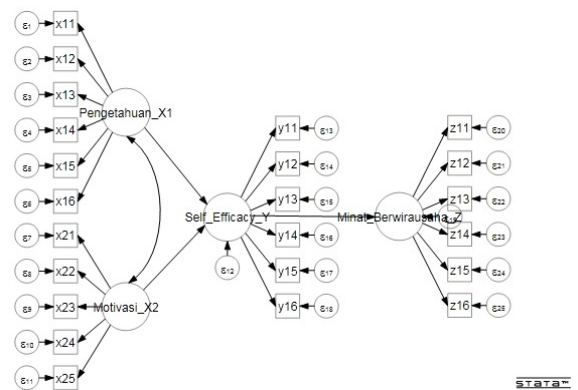 ε1 x11
ε2 x12
ε3 x13
ε4 x14
ε5 x15
ε6 x16
Pengetahuan_X1
ε7 x21
ε8 x22
ε9 x23
ε10 x24
ε11 x25
Motivasi_X2
Self_Efficacy_Y
ε12
y11 ε13
y12 ε14
y13 ε15
y14 ε16
y15 ε17
y16 ε18
Minat_Berwirausaha_Z
ε19
z11 ε20
z12 ε21
z13 ε22
z14 ε23
z15 ε24
z16 ε25
STATA™